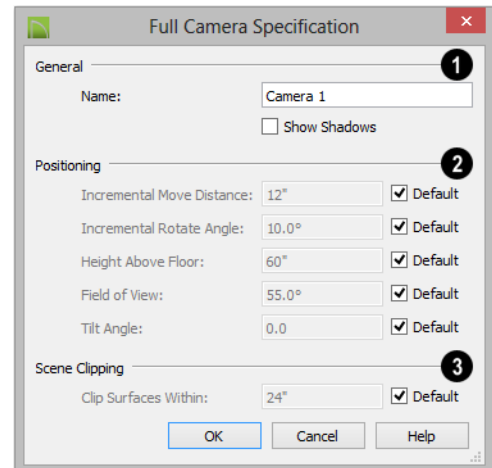 Full Camera Specification
General 1
Name: Camera 1
Show Shadows
Positioning 2
Incremental Move Distance: 12" Default
Incremental Rotate Angle: 10.0° Default
Height Above Floor: 60" Default
Field of View: 55.0° Default
Tilt Angle: 0.0 Default
Scene Clipping 3
Clip Surfaces Within: 24" Default
OK Cancel Help